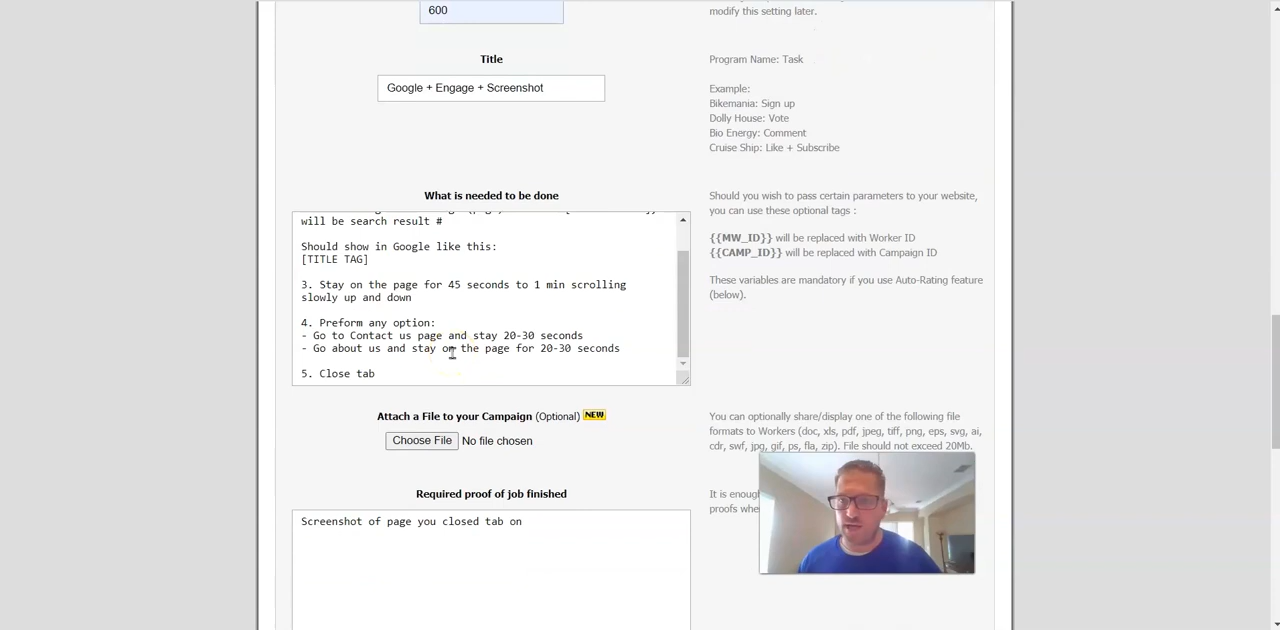 600
modify this setting later.
Title
Program Name: Task
Google + Engage + Screenshot
Example:
Bikemania: Sign up
Dolly House: Vote
Bio Energy: Comment
Cruise Ship: Like + Subscribe
What is needed to be done
Should you wish to pass certain parameters to your website,
you can use these optional tags :
will be search result #
{{MW_ID}} will be replaced with Worker ID
Should show in Google like this:
{{CAMP_ID}} will be replaced with Campaign ID
[TITLE TAG]
These variables are mandatory if you use Auto-Rating feature
(below).
3. Stay on the page for 45 seconds to 1 min scrolling
slowly up and down
4. Preform any option:
- Go to Contact us page and stay 20-30 seconds
- Go about us and stay on the page for 20-30 seconds
5. Close tab
Attach a File to your Campaign (Optional) NEW
You can optionally share/display one of the following file
formats to Workers (doc, xls, pdf, jpeg, tiff, png, eps, svg, ai,
cdr, swf, jpg, gif, ps, fla, zip). File should not exceed 20Mb.
Choose File No file chosen
Required proof of job finished
It is enoug
proofs whe
Screenshot of page you closed tab on